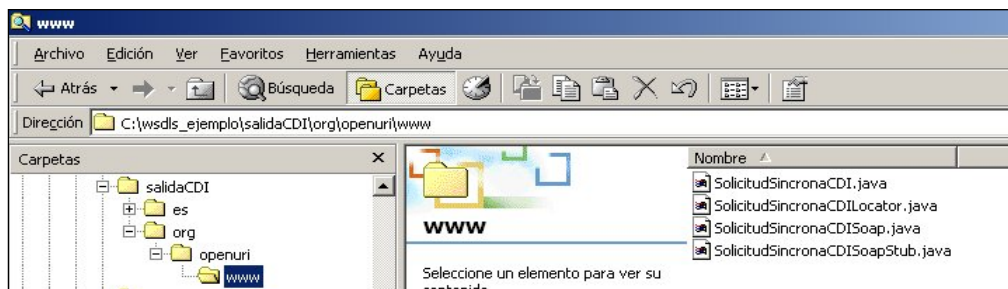 www
Archivo Edición Ver Favoritos Herramientas Ayuda
Atrás Búsqueda Carpetas
Dirección C:\wsdls_ejemplo\salidaCDI\org\openuri\www
Carpetas
salidaCDI
es
org
openuri
www
www
Seleccione un elemento para ver su
contenido
Nombre
SolicitudSincronaCDI.java
SolicitudSincronaCDILocator.java
SolicitudSincronaCDISoap.java
SolicitudSincronaCDISoapStub.java